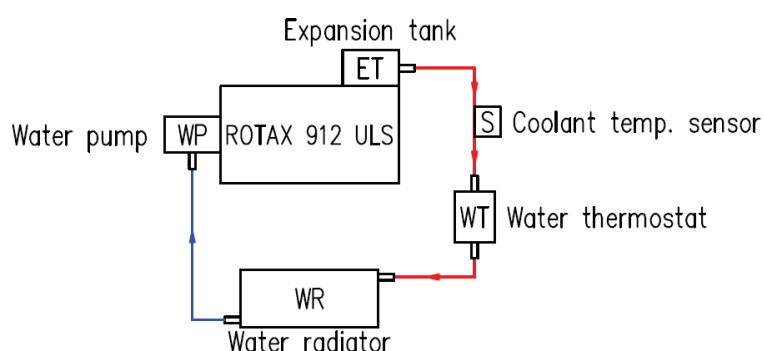 Expansion tank
ET
Water pump
WP
ROTAX 912 ULS
S
Coolant temp. sensor
WT
Water thermostat
WR
Water radiator